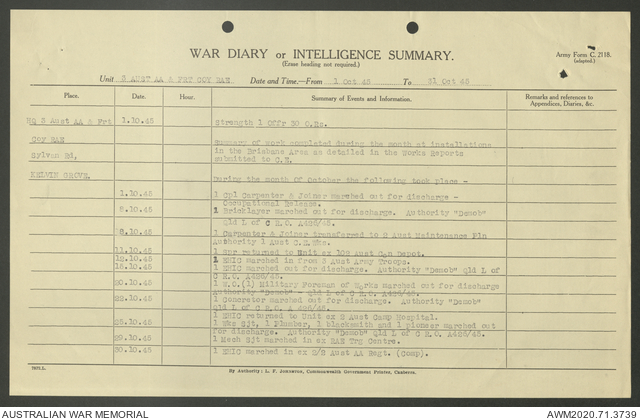 WAR DIARY or INTELLIGENCE SUMMARY.
(Erase heading not required.)
Army Form C. 2118.
(adapted.)
Unit 8 AUST AA & FRT COY RAE. Date and Time.—From 1 Oct 45 To 31 Oct 45
Place. Date. Hour. Summary of Events and Information. Remarks and references to Appendices, Diaries, &c.
HQ 8 Aust AA & Frt 1.10.45 Strength 1 Offr 30 O.Rs.
Coy RAE Summary of work completed during the month at installations
in the Brisbane Area as detailed in the Works Reports
Sylvan Rd, submitted to C.E.
KELVIN GROVE. During the month of October the following took place -
1.10.45 1 Cpl Carpenter & Joiner marched out for discharge -
Occupational Release.
5.10.45 1 Bricklayer marched out for discharge. Authority "Demob"
Qld L of C R.O. A426/45.
8.10.45 1 Carpenter & Joiner transferred to 2 Aust Maintenance Pln
Authority 1 Aust C.E.Wks.
11.10.45 1 Spr returned to Unit ex 102 Aust Con Depot.
12.10.45 1 EMIC marched in from 3 Aust Army Troops.
15.10.45 1 EMIC marched out for discharge. Authority "Demob" Qld L of
C R.O. A426/45.
20.10.45 1 W.O.(1) Military Foreman of Works marched out for discharge
Authority "Demob" - Qld L of C R.O. A426/45.
22.10.45 1 Concretor marched out for discharge. Authority "Demob"
Qld L of C R.O. A 426/45.
1 EMIC returned to Unit ex 2 Aust Camp Hospital.
25.10.45 1 Wks Sjt, 1 Plumber, 1 blacksmith and 1 pioneer marched out
for discharge. Authority "Demob" Qld L of C R.O. A426/45.
29.10.45 1 Mech Sjt marched in ex RAE Trg Centre.
30.10.45 1 EMIC marched in ex 2/2 Aust AA Regt. (Comp).
By Authority: L. F. JOHNSTON, Commonwealth Government Printer, Canberra.
AUSTRALIAN WAR MEMORIAL
AWM2020.71.3739